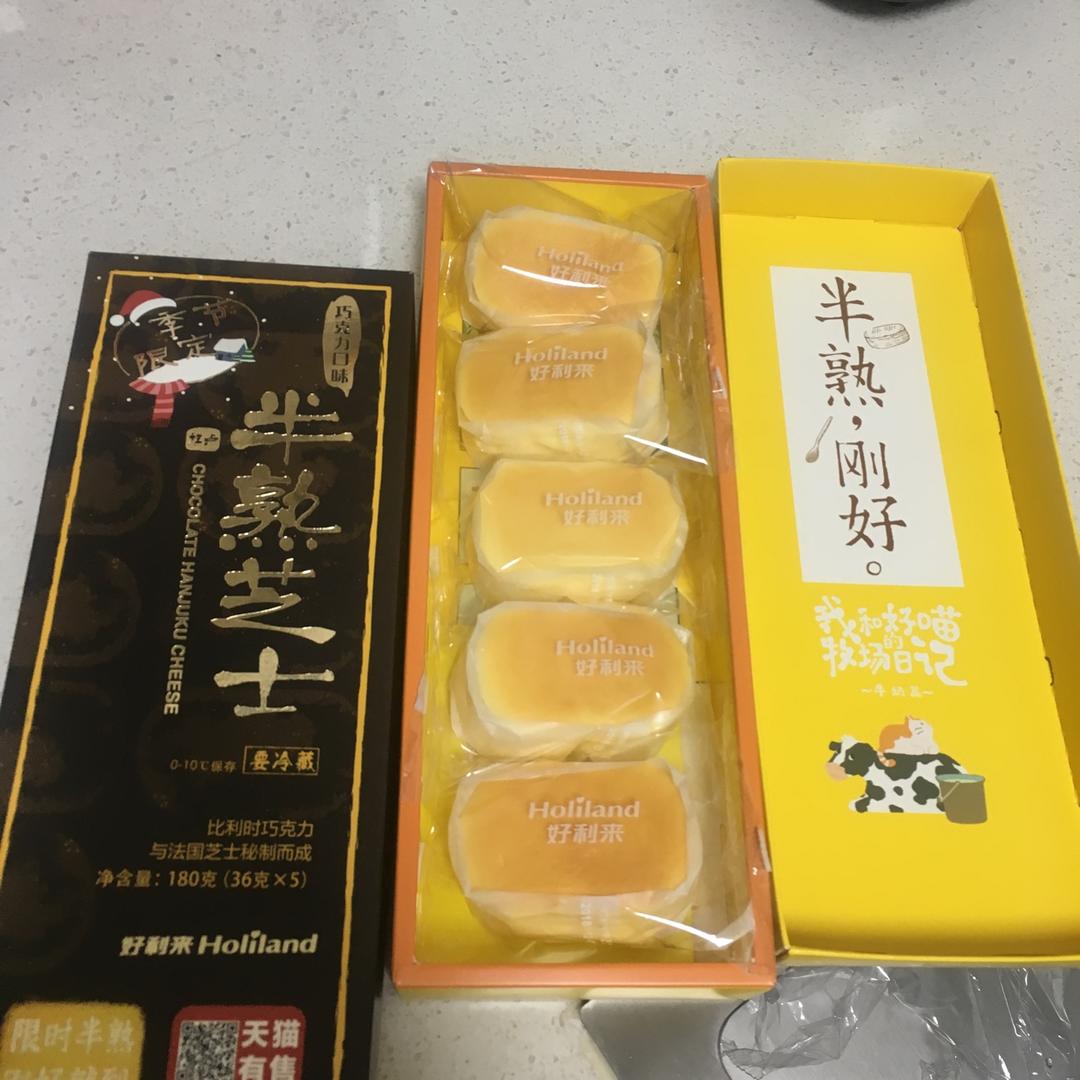 季节
限定
巧克力口味
半熟芝士
CHOCOLATE HANJUKU CHEESE
0-10℃保存 要冷藏
比利时巧克力
与法国芝士秘制而成
净含量：180克（36克×5）
好利来 Holiland
限时半熟
天猫
有售
Holiland
好利来
Holiland
好利来
Holiland
好利来
Holiland
好利来
Holiland
好利来
半熟，
刚好。
我和好喵的
牧场日记
~牛奶篇~